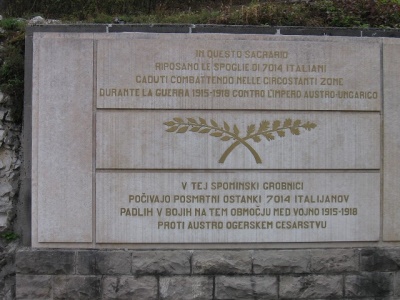 IN QUESTO SACRARIO
RIPOSANO LE SPOGLIE DI 7014 ITALIANI
CADUTI COMBATTENDO NELLE CIRCOSTANTI ZONE
DURANTE LA GUERRA 1915-1918 CONTRO L'IMPERO AUSTRO-UNGARICO
V TEJ SPOMINSKI GROBNICI
POČIVAJO POSMRTNI OSTANKI 7014 ITALIJANOV
PADLIH V BOJIH NA TEM OBMOČJU MED VOJNO 1915-1918
PROTI AUSTRO OGERSKEM CESARSTVU